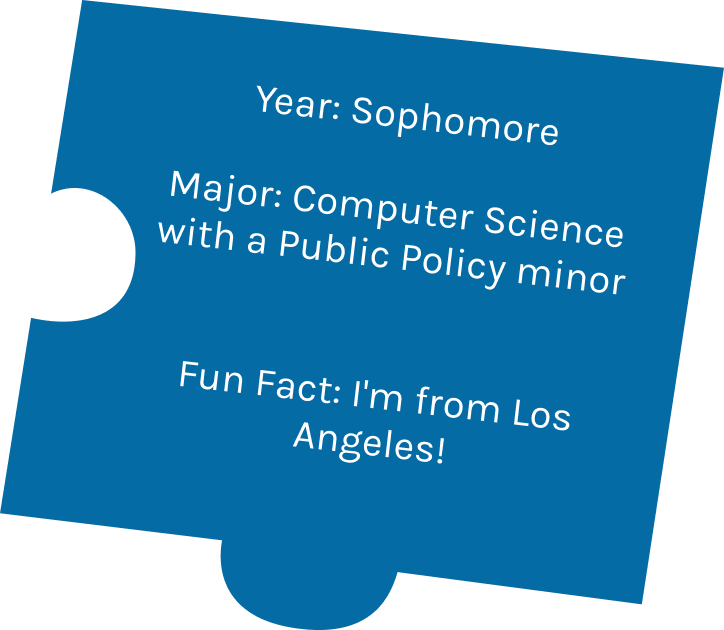 Year: Sophomore
Major: Computer Science
with a Public Policy minor
Fun Fact: I'm from Los
Angeles!